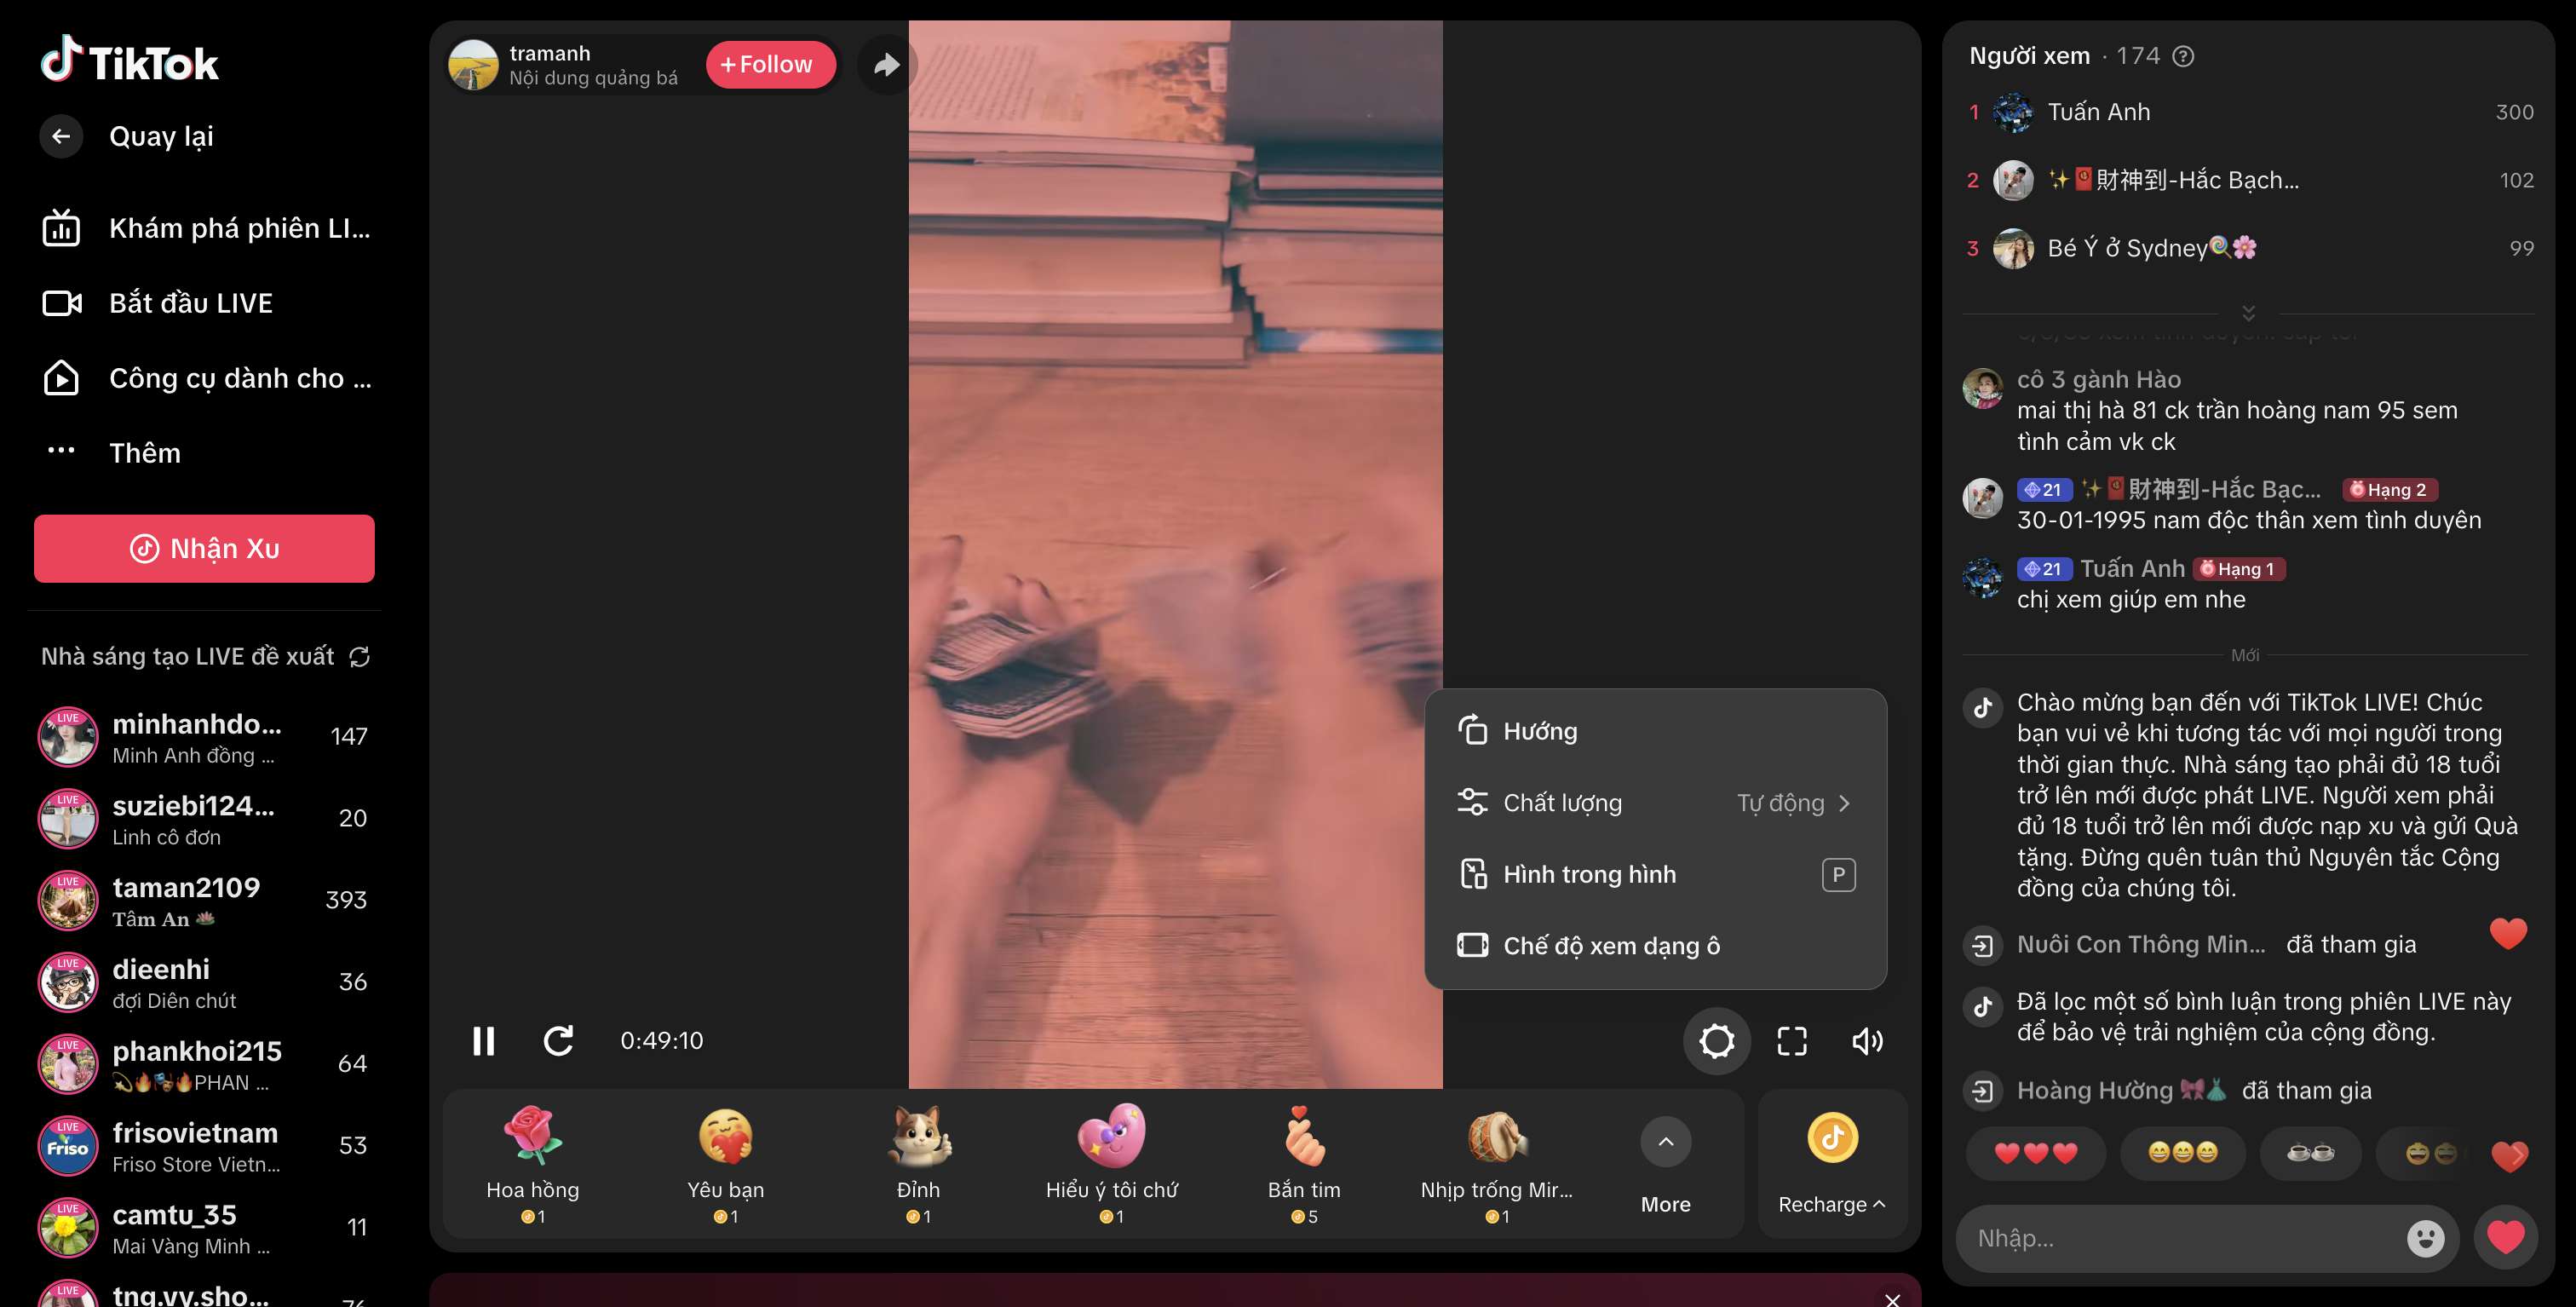 TikTok
Quay lại
Khám phá phiên LI...
Bắt đầu LIVE
Công cụ dành cho ...
Thêm
Nhận Xu
Nhà sáng tạo LIVE đề xuất
LIVE
minhanhdo...
147
Minh Anh đồng ...
LIVE
suziebi124...
20
Linh cô đơn
LIVE
taman2109
393
Tâm An 🪷
LIVE
dieenhi
36
đợi Diên chút
LIVE
phankhoi215
64
💫🔥🎭🔥PHAN ...
LIVE
Friso
frisovietnam
53
Friso Store Vietn...
LIVE
camtu_35
11
Mai Vàng Minh ...
LIVE
tng.vy.sho...
76
tramanh
Nội dung quảng bá
+ Follow
Hướng
Chất lượng
Tự động
Hình trong hình
P
Chế độ xem dạng ô
0:49:10
Hoa hồng
1
Yêu bạn
1
Đỉnh
1
Hiểu ý tôi chứ
1
Bắn tim
5
Nhịp trống Mir...
1
More
Recharge
Người xem · 174
1 Tuấn Anh 300
2 ✨🧧財神到-Hắc Bạch... 102
3 Bé Ý ở Sydney🍭🌸 99
cô 3 gành Hào
mai thị hà 81 ck trần hoàng nam 95 sem
tình cảm vk ck
21 ✨🧧財神到-Hắc Bạc... Hạng 2
30-01-1995 nam độc thân xem tình duyên
21 Tuấn Anh Hạng 1
chị xem giúp em nhe
Mới
Chào mừng bạn đến với TikTok LIVE! Chúc
bạn vui vẻ khi tương tác với mọi người trong
thời gian thực. Nhà sáng tạo phải đủ 18 tuổi
trở lên mới được phát LIVE. Người xem phải
đủ 18 tuổi trở lên mới được nạp xu và gửi Quà
tặng. Đừng quên tuân thủ Nguyên tắc Cộng
đồng của chúng tôi.
Nuôi Con Thông Min... đã tham gia
Đã lọc một số bình luận trong phiên LIVE này
để bảo vệ trải nghiệm của cộng đồng.
Hoàng Hường 🎀👗 đã tham gia
Nhập...